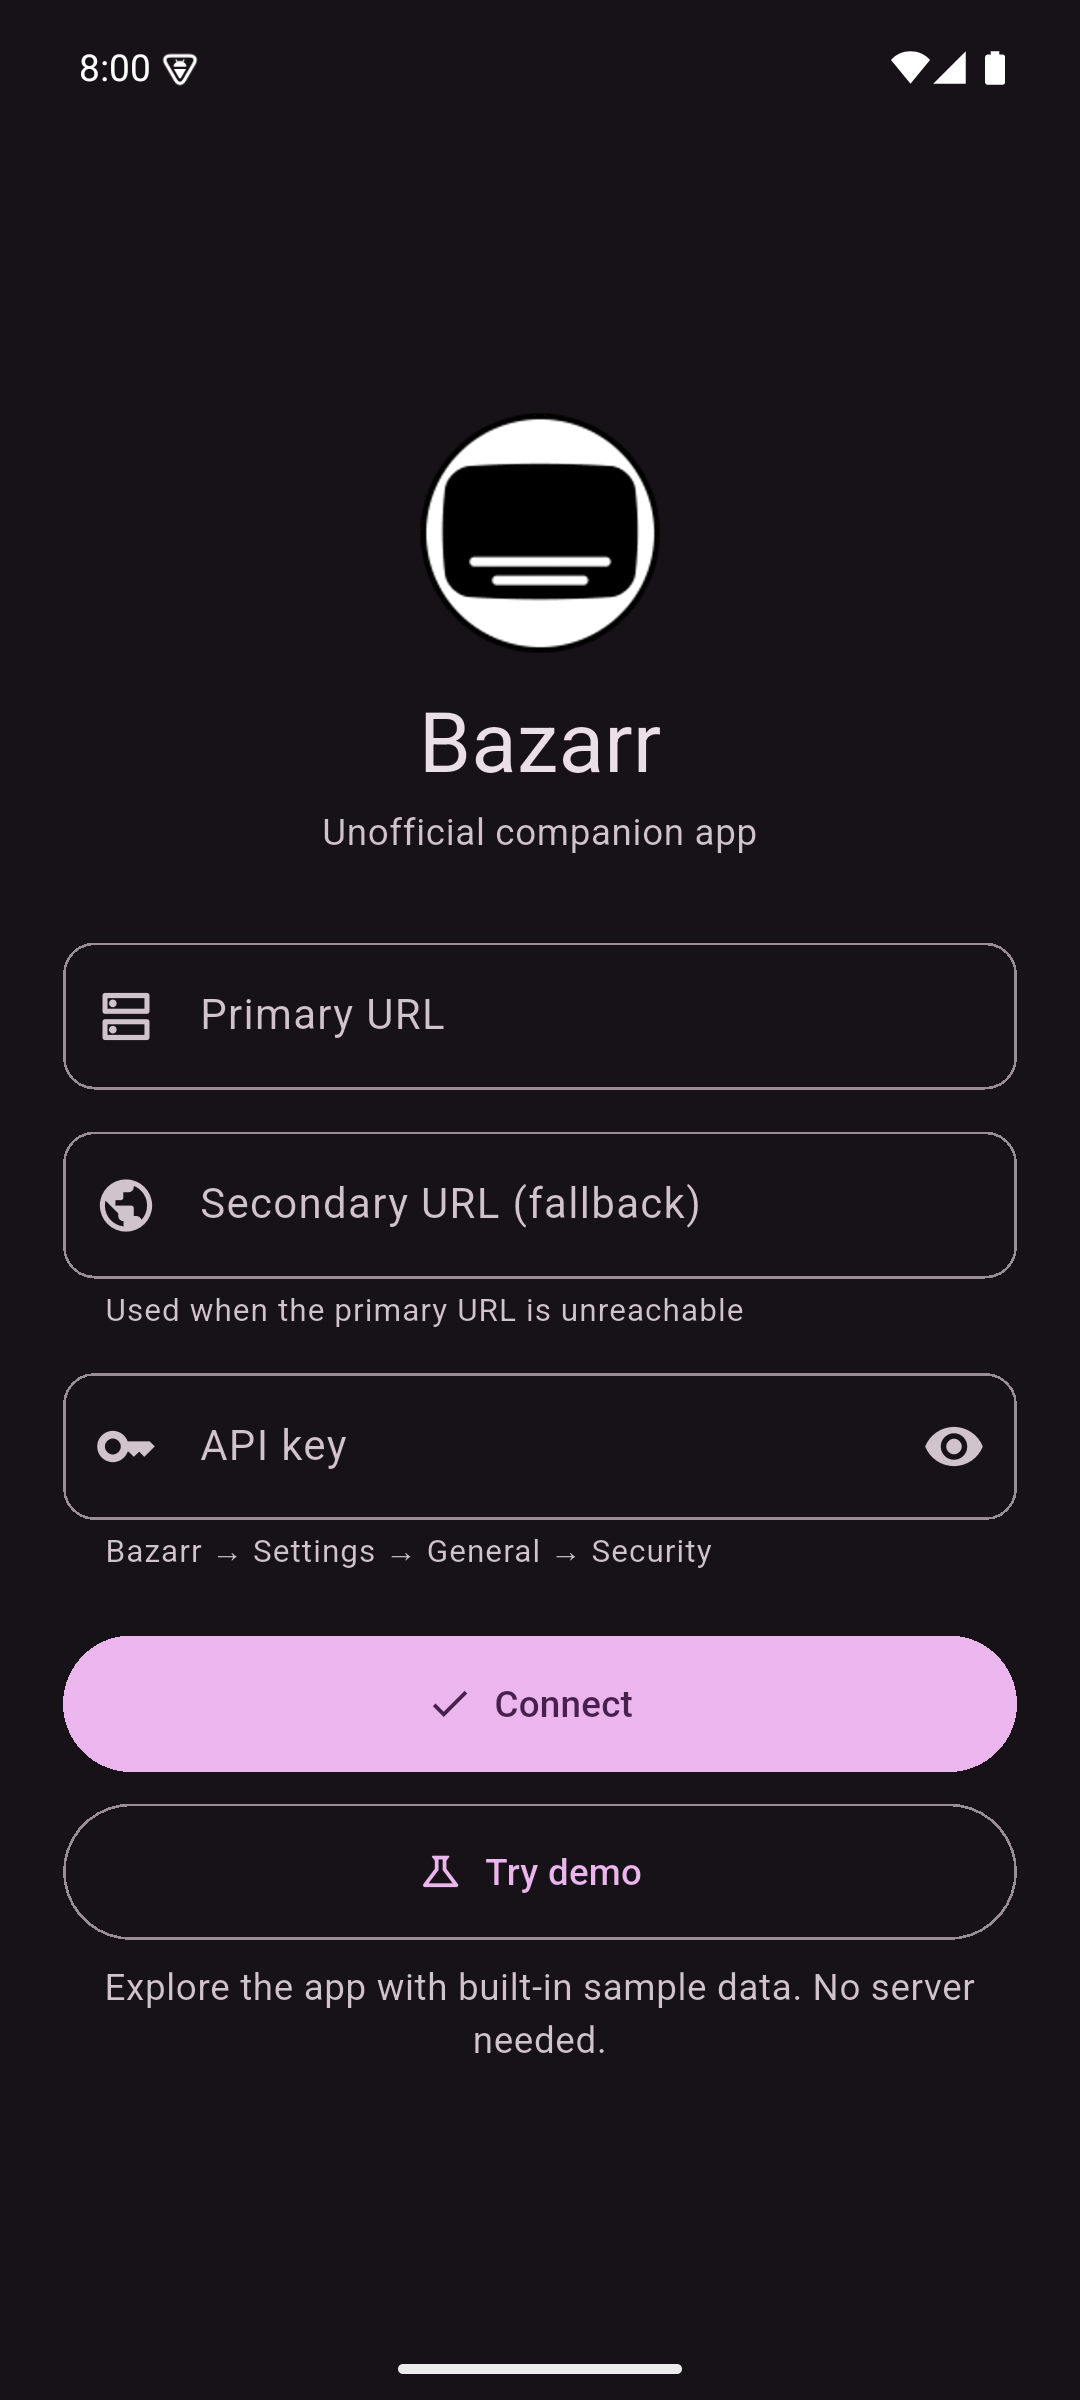 8:00
Bazarr
Unofficial companion app
Primary URL
Secondary URL (fallback)
Used when the primary URL is unreachable
API key
Bazarr → Settings → General → Security
Connect
Try demo
Explore the app with built-in sample data. No server
needed.